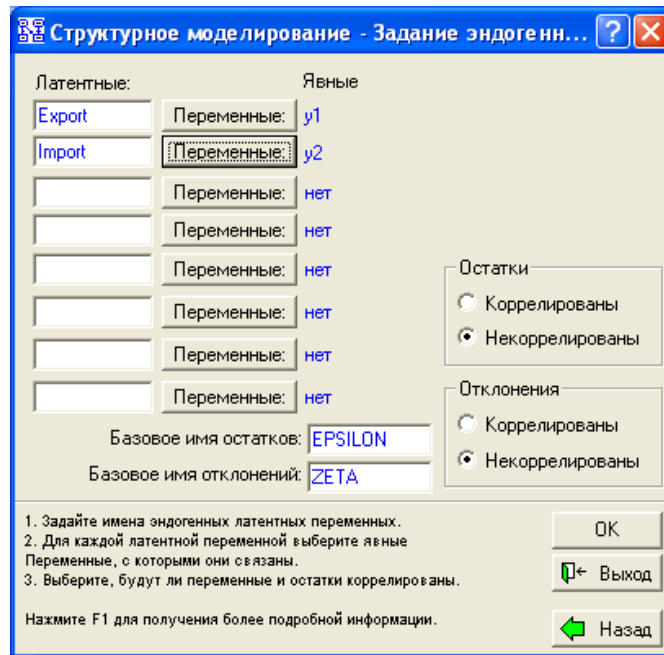 Структурное моделирование - Задание эндогенн...
Латентные: Явные
Export Переменные: y1
Import Переменные: y2
Переменные: нет
Переменные: нет
Переменные: нет
Переменные: нет
Переменные: нет
Переменные: нет
Остатки
Коррелированы
Некоррелированы
Отклонения
Коррелированы
Некоррелированы
Базовое имя остатков: EPSILON
Базовое имя отклонений: ZETA
1. Задайте имена эндогенных латентных переменных.
2. Для каждой латентной переменной выберите явные
Переменные, с которыми они связаны.
3. Выберите, будут ли переменные и остатки коррелированы.
Нажмите F1 для получения более подробной информации.
OK
Выход
Назад